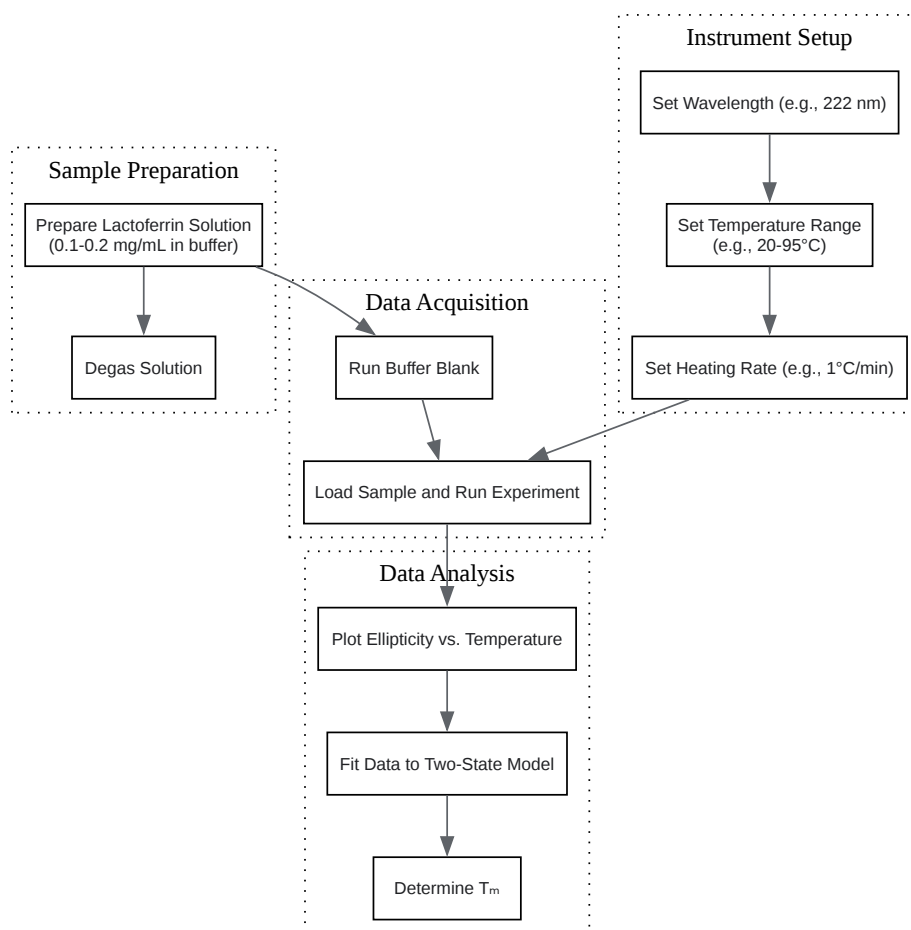 Instrument Setup
Set Wavelength (e.g., 222 nm)
Set Temperature Range
(e.g., 20-95°C)
Set Heating Rate (e.g., 1°C/min)
Sample Preparation
Prepare Lactoferrin Solution
(0.1-0.2 mg/mL in buffer)
Degas Solution
Data Acquisition
Run Buffer Blank
Load Sample and Run Experiment
Data Analysis
Plot Ellipticity vs. Temperature
Fit Data to Two-State Model
Determine Tₘ